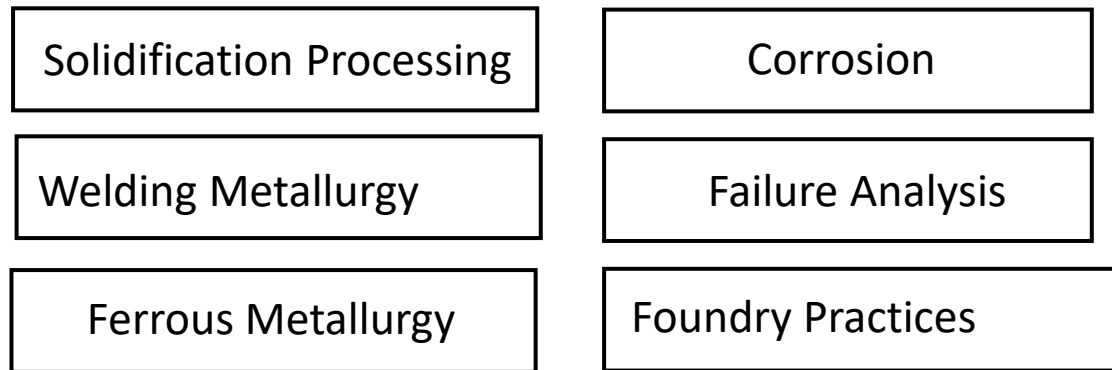 Solidification Processing
Corrosion
Welding Metallurgy
Failure Analysis
Ferrous Metallurgy
Foundry Practices